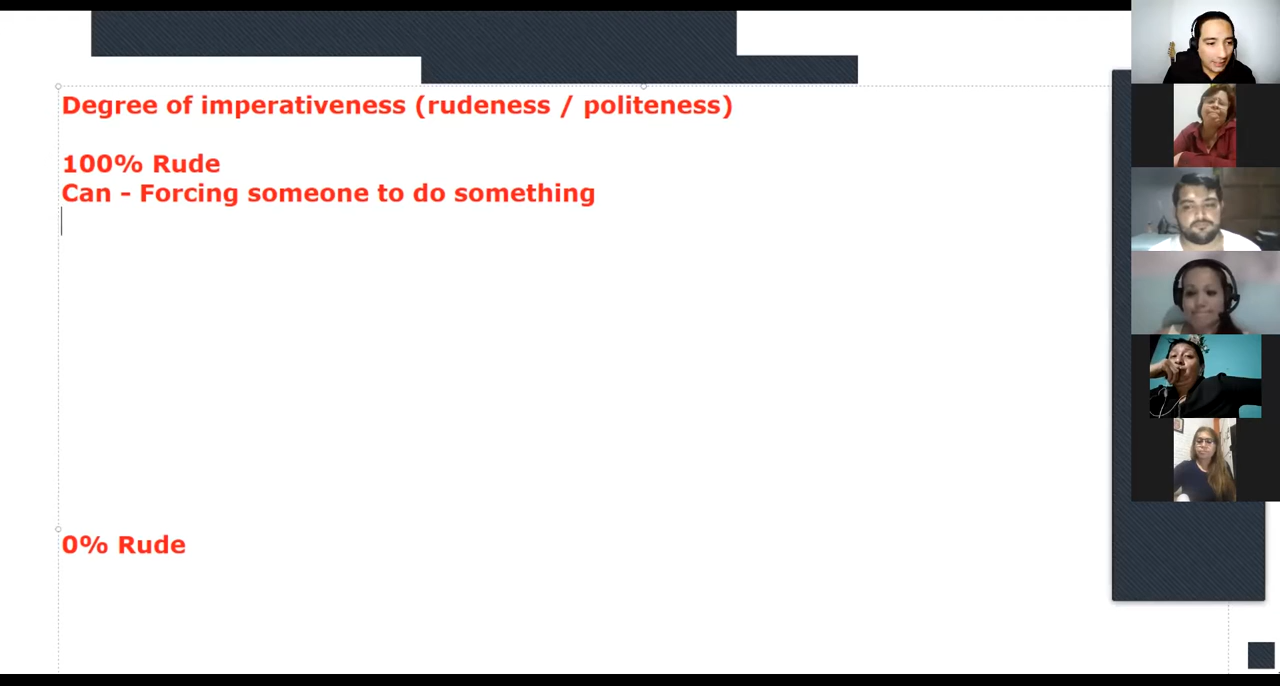 Degree of imperativeness (rudeness / politeness)
100% Rude
Can - Forcing someone to do something
0% Rude